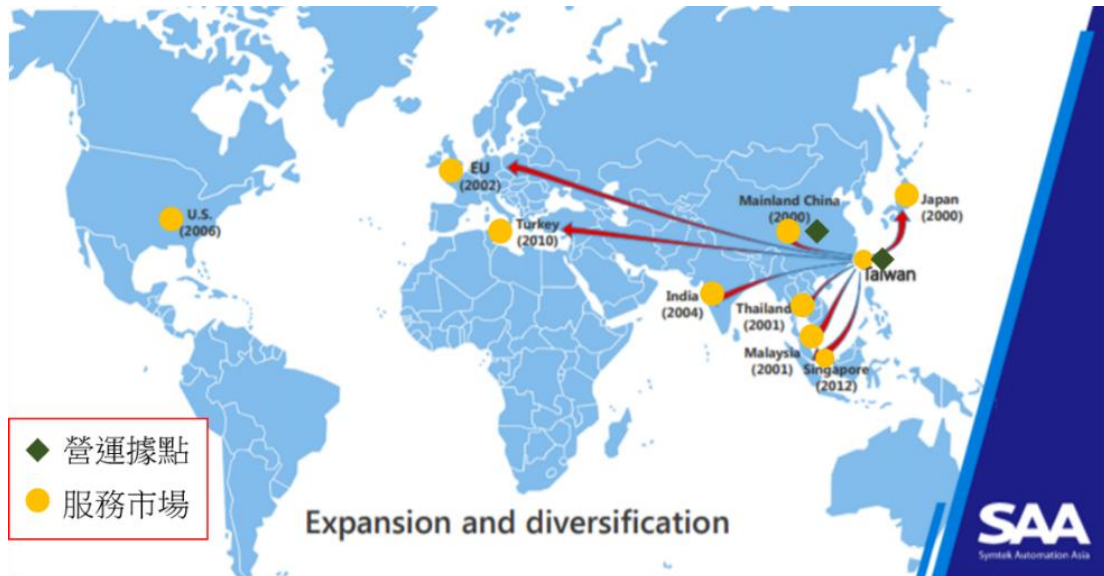 EU
(2002)
U.S.
(2006)
Turkey
(2010)
Mainland China
(2000)
Japan
(2000)
Taiwan
India
(2004)
Thailand
(2001)
Malaysia
(2001)
Singapore
(2012)
營運據點
服務市場
Expansion and diversification
SAA
Symtek Automation Asia